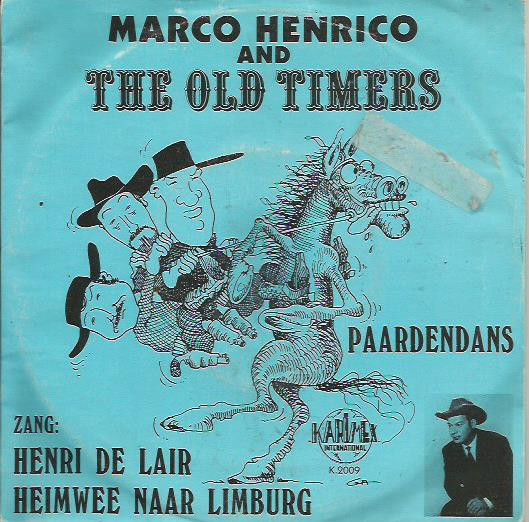 MARCO HENRICO
AND
THE OLD TIMERS
PAARDENDANS
ZANG:
HENRI DE LAIR
HEIMWEE NAAR LIMBURG
KARIMEX
INTERNATIONAL
K.2009